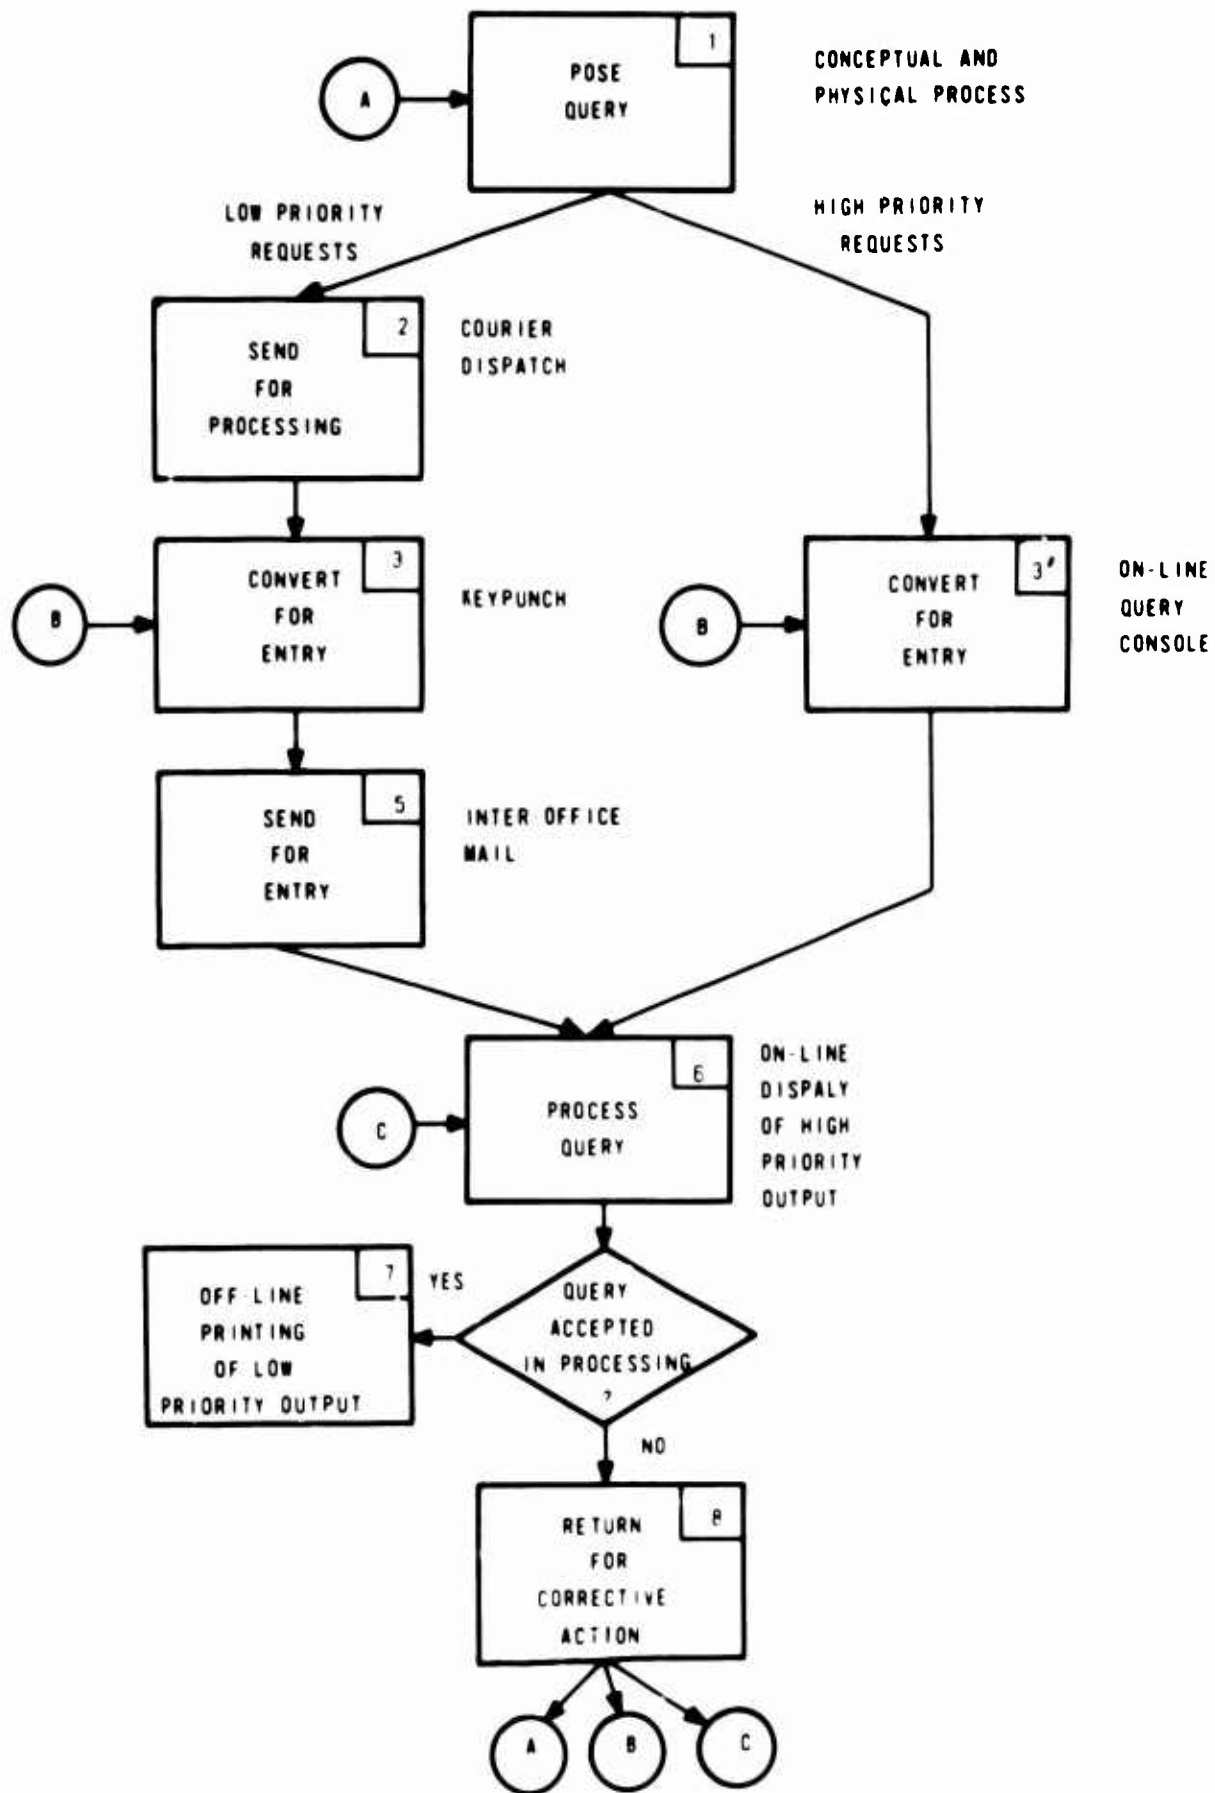 1
POSE
QUERY
A
CONCEPTUAL AND
PHYSICAL PROCESS
LOW PRIORITY
REQUESTS
HIGH PRIORITY
REQUESTS
2
SEND
FOR
PROCESSING
COURIER
DISPATCH
3
CONVERT
FOR
ENTRY
B
KEYPUNCH
3'
CONVERT
FOR
ENTRY
B
ON-LINE
QUERY
CONSOLE
5
SEND
FOR
ENTRY
INTER OFFICE
MAIL
6
PROCESS
QUERY
C
ON-LINE
DISPALY
OF HIGH
PRIORITY
OUTPUT
7
OFF-LINE
PRINTING
OF LOW
PRIORITY OUTPUT
YES
QUERY
ACCEPTED
IN PROCESSING
?
NO
8
RETURN
FOR
CORRECTIVE
ACTION
A
B
C